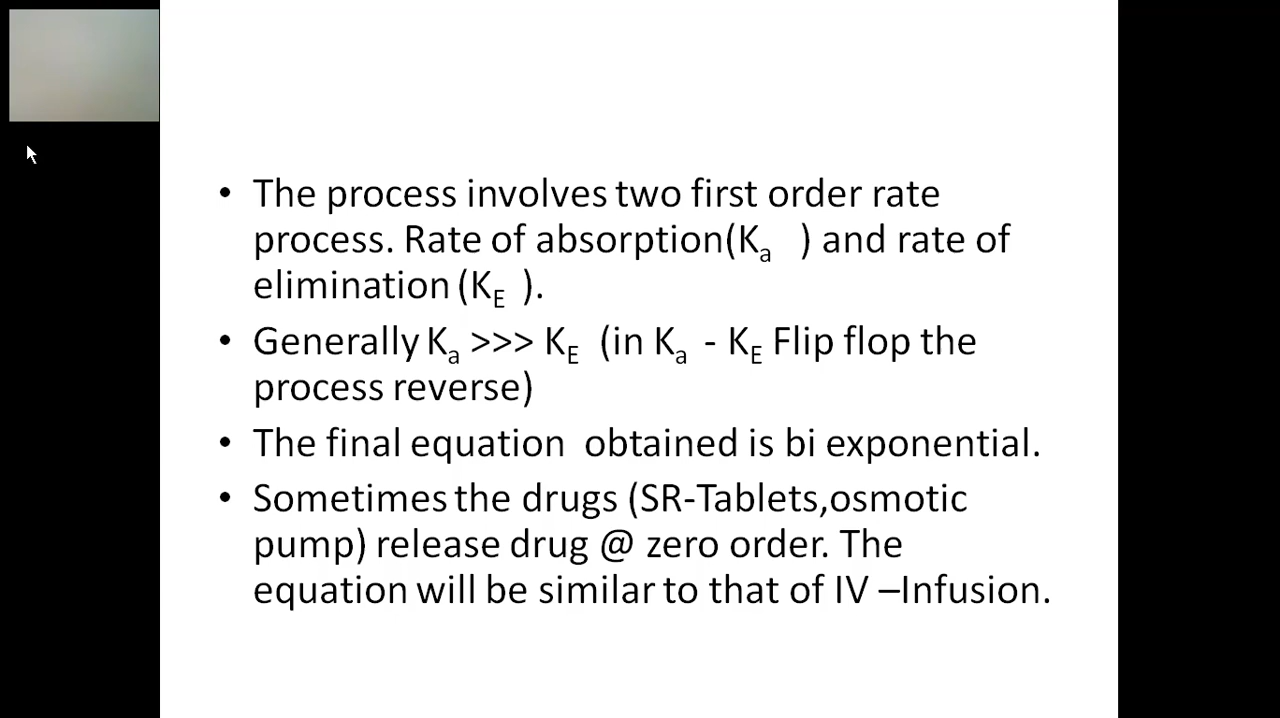 • The process involves two first order rate
process. Rate of absorption(Ka ) and rate of
elimination (KE ).
• Generally Ka >>> KE (in Ka - KE Flip flop the
process reverse)
• The final equation obtained is bi exponential.
• Sometimes the drugs (SR-Tablets,osmotic
pump) release drug @ zero order. The
equation will be similar to that of IV –Infusion.